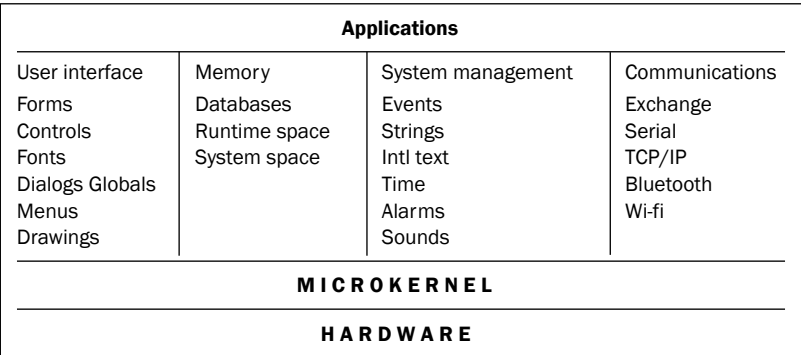 Applications
User interface
Forms
Controls
Fonts
Dialogs Globals
Menus
Drawings
Memory
Databases
Runtime space
System space
System management
Events
Strings
Intl text
Time
Alarms
Sounds
Communications
Exchange
Serial
TCP/IP
Bluetooth
Wi-fi
MICROKERNEL
HARDWARE